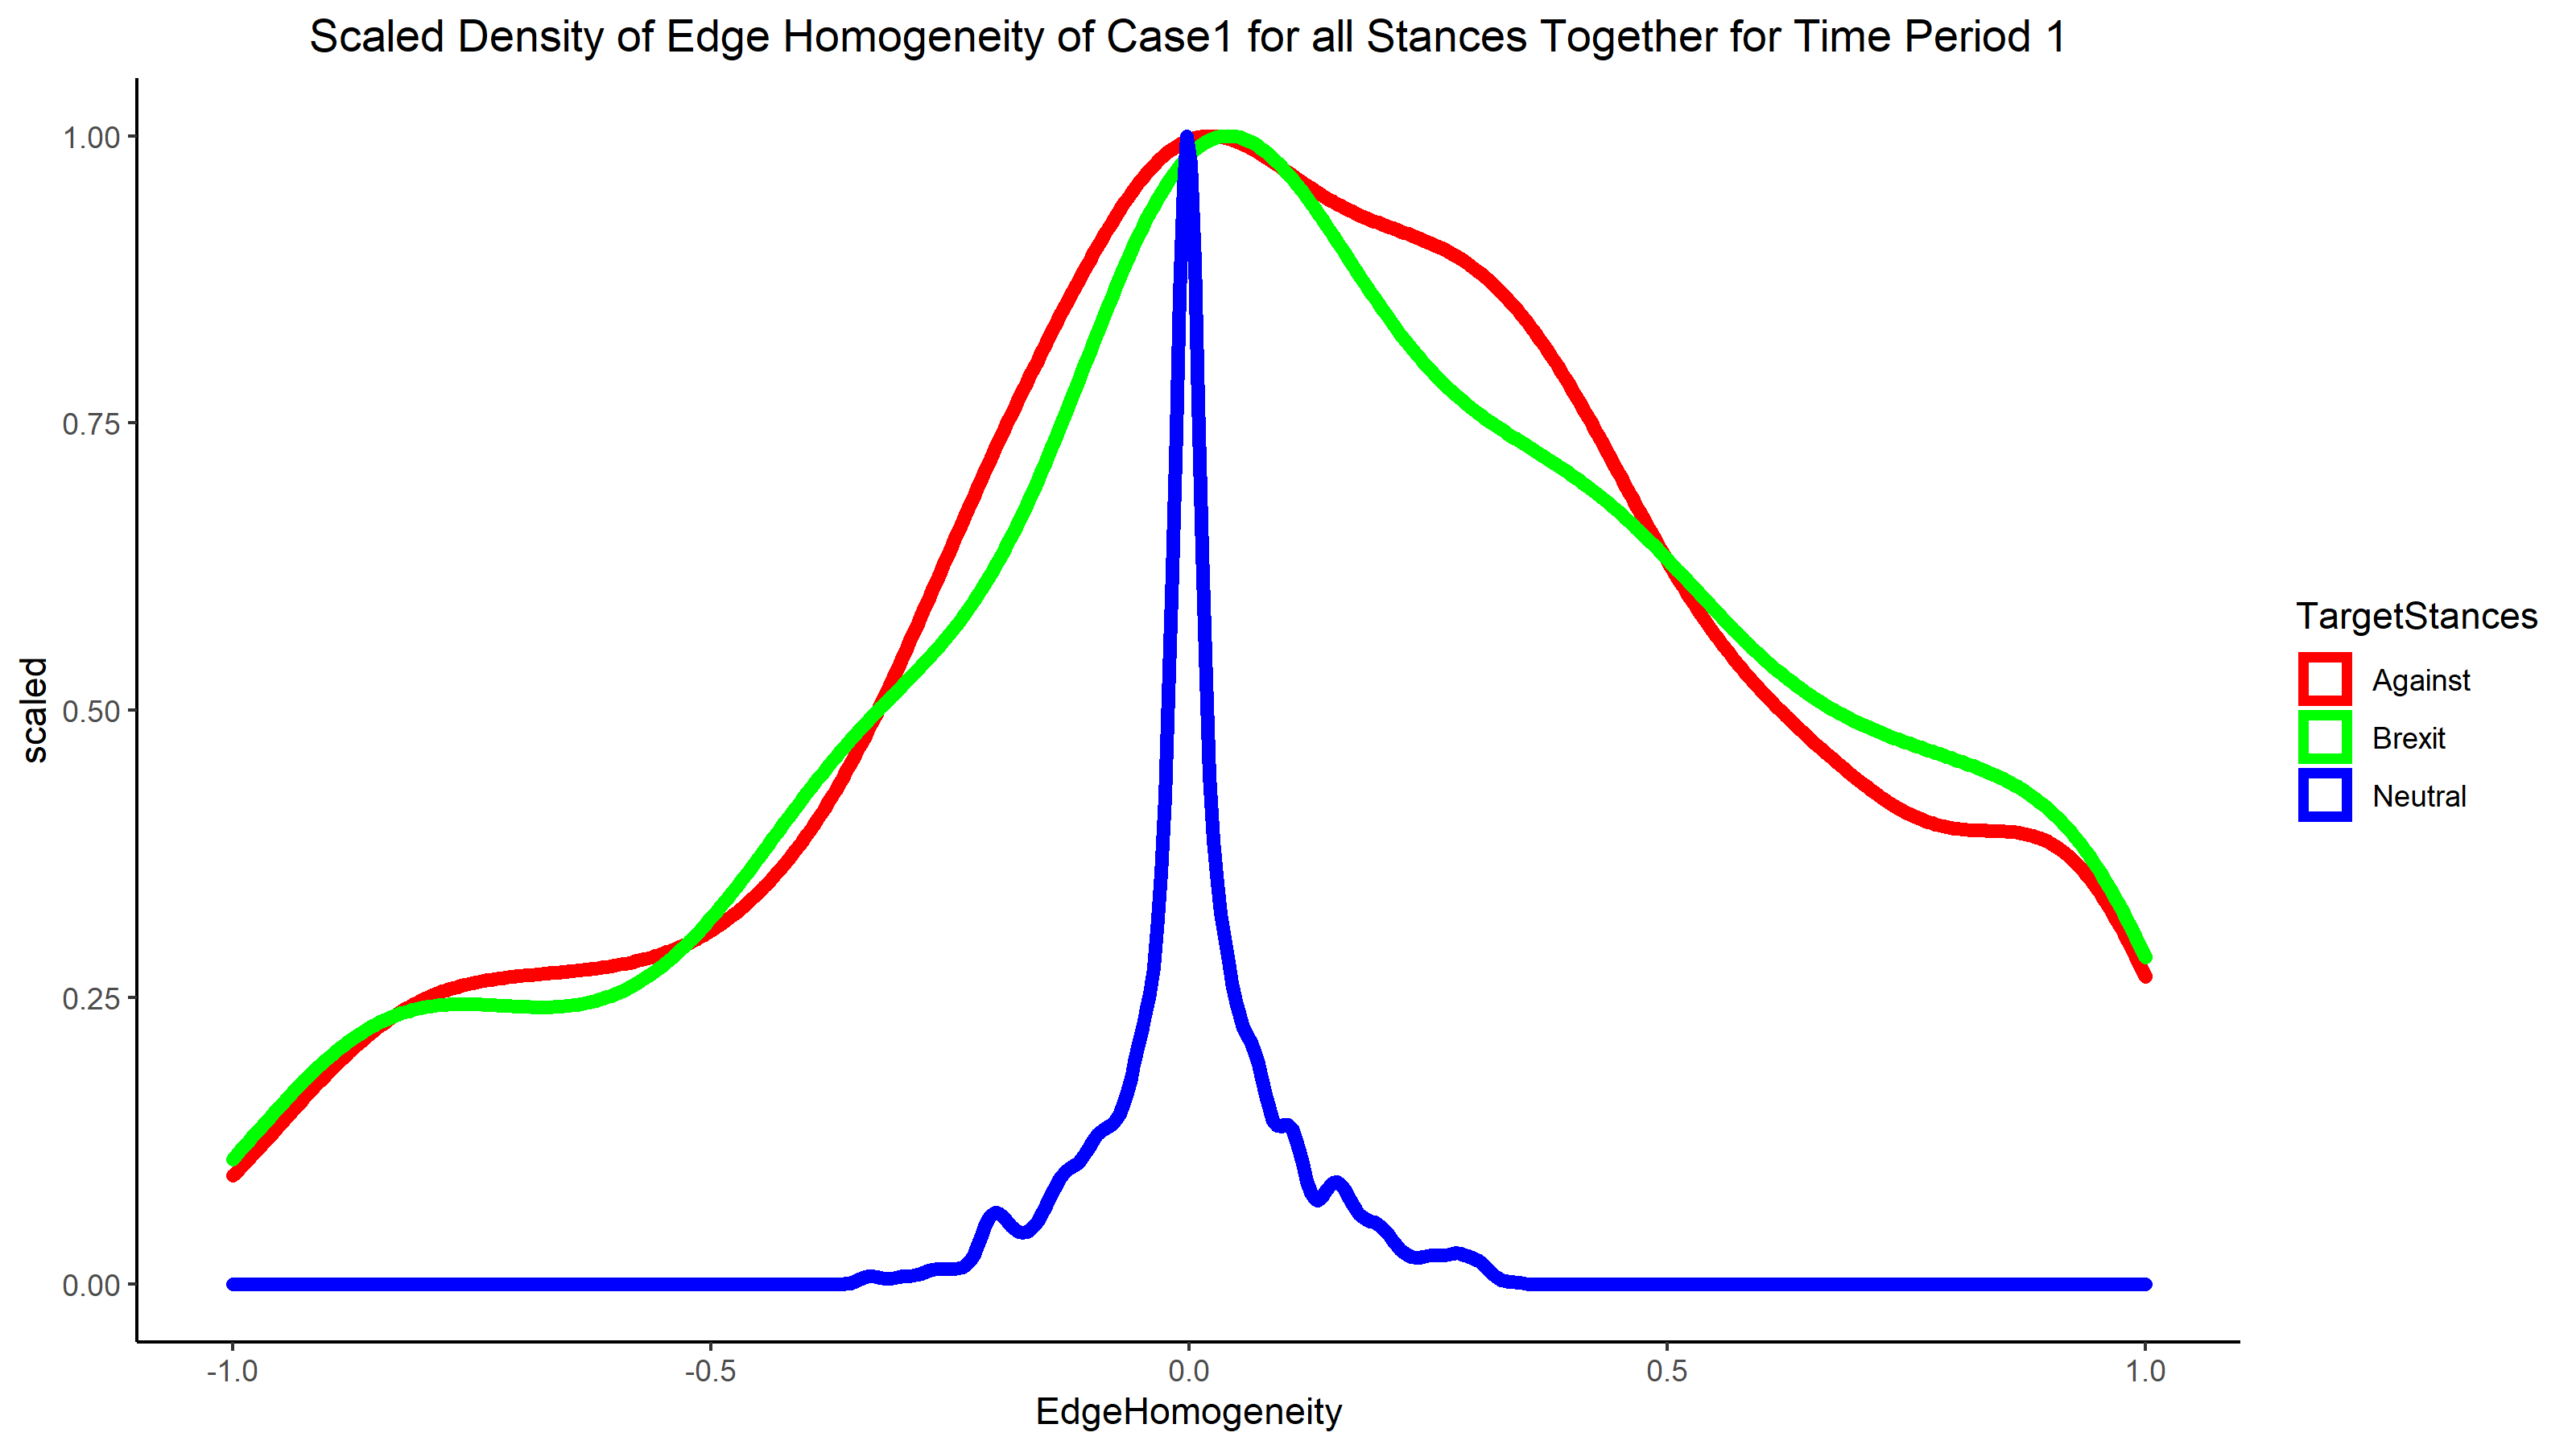 Scaled Density of Edge Homogeneity of Case1 for all Stances Together for Time Period 1
scaled
1.00
0.75
0.50
0.25
0.00
-1.0
-0.5
0.0
0.5
1.0
EdgeHomogeneity
TargetStances
Against
Brexit
Neutral